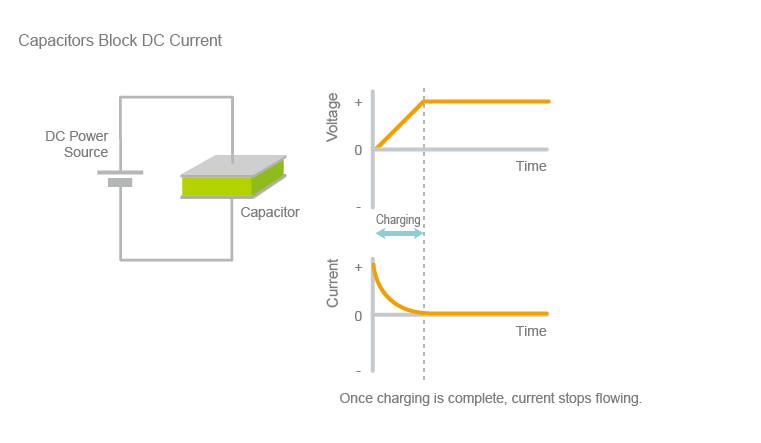 Capacitors Block DC Current
DC Power
Source
Capacitor
Voltage
+
0
-
Time
Charging
Current
+
0
-
Time
Once charging is complete, current stops flowing.